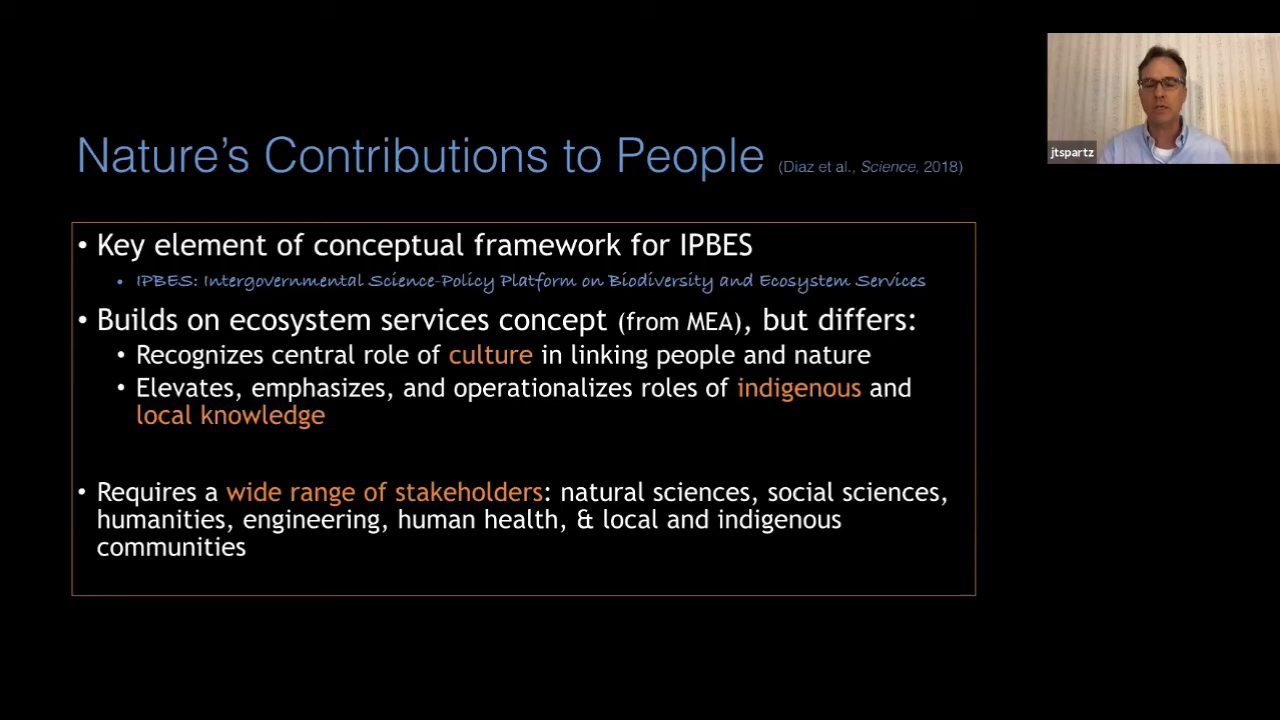 Nature's Contributions to People (Diaz et al., Science, 2018)
• Key element of conceptual framework for IPBES
• IPBES: Intergovernmental Science-Policy Platform on Biodiversity and Ecosystem Services
• Builds on ecosystem services concept (from MEA), but differs:
• Recognizes central role of culture in linking people and nature
• Elevates, emphasizes, and operationalizes roles of indigenous and
local knowledge
• Requires a wide range of stakeholders: natural sciences, social sciences,
humanities, engineering, human health, & local and indigenous
communities
jtspartz